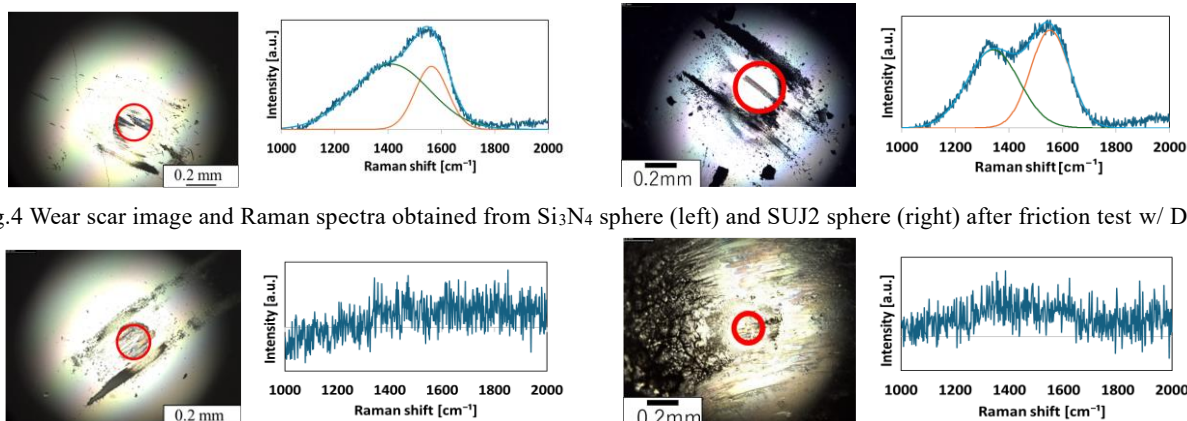 0.2 mm
Intensity [a.u.]
1000 1200 1400 1600 1800 2000
Raman shift [cm⁻¹]
0.2mm
Intensity [a.u.]
1000 1200 1400 1600 1800 2000
Raman shift [cm⁻¹]
g.4 Wear scar image and Raman spectra obtained from Si₃N₄ sphere (left) and SUJ2 sphere (right) after friction test w/ D
0.2 mm
Intensity [a.u.]
1000 1200 1400 1600 1800 2000
Raman shift [cm⁻¹]
0.2mm
Intensity [a.u.]
1000 1200 1400 1600 1800 2000
Raman shift [cm⁻¹]